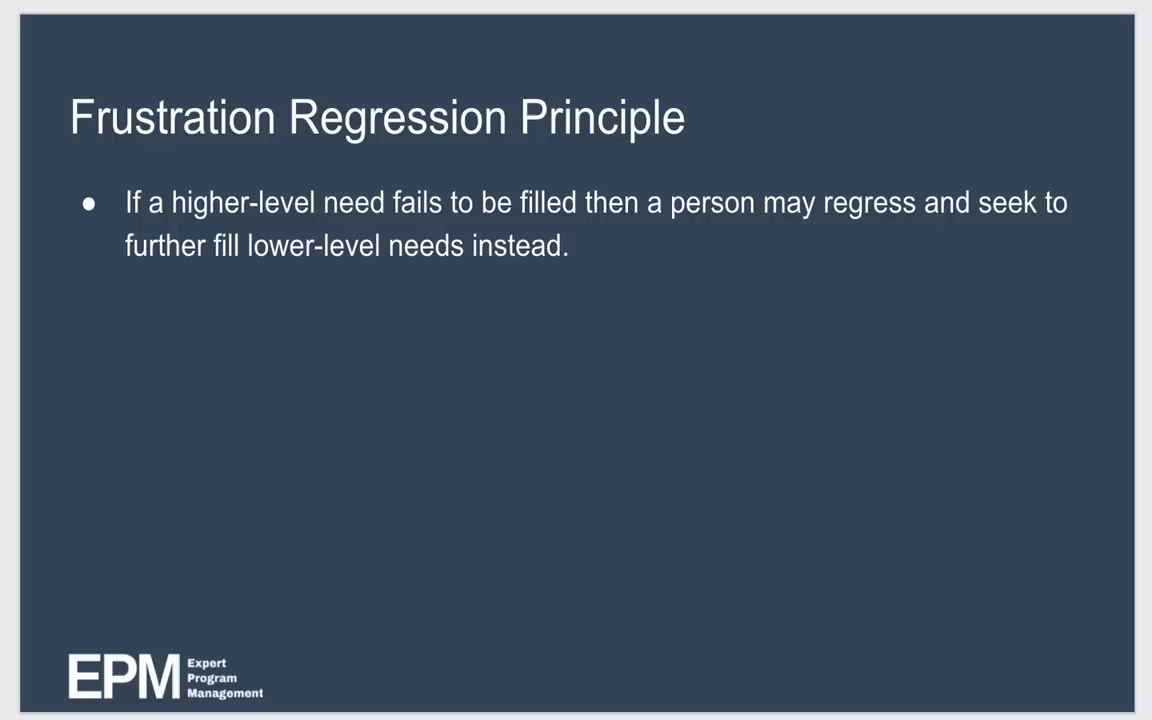 Frustration Regression Principle
● If a higher-level need fails to be filled then a person may regress and seek to
further fill lower-level needs instead.
EPM
Expert
Program
Management